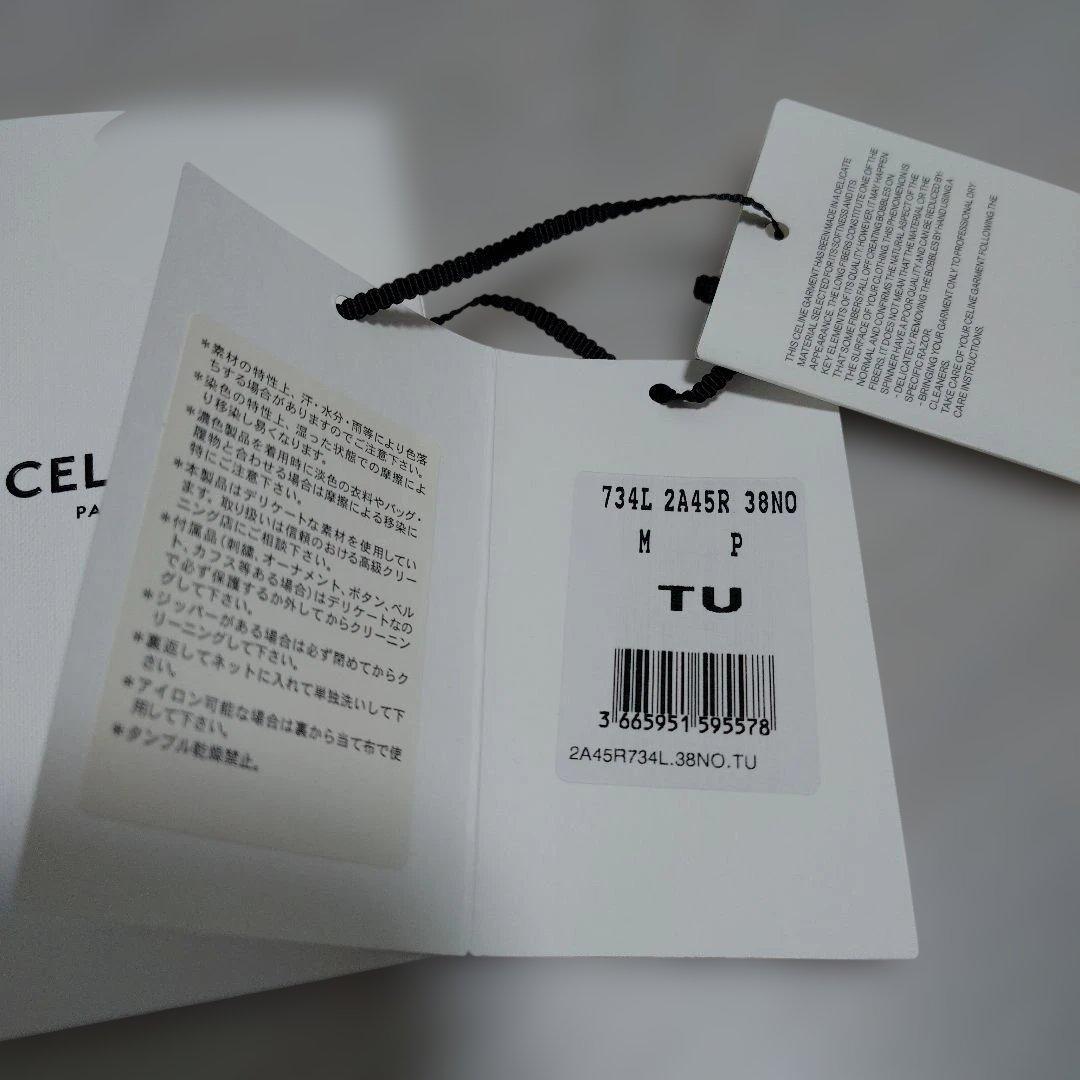 CEL
PA
*素材の特性上、汗・水分・雨等により色落
ちする場合がありますのでご注意下さい。
*染色の特性上、湿った状態での摩擦によ
り移染し易くなります。
*濃色製品を着用時に淡色の衣料やバッグ・
履物と合わせる場合は摩擦による移染に
特にご注意下さい。
*本製品はデリケートな素材を使用してい
ます。取り扱いは信頼のおける高級クリー
ニング店にご相談下さい。
*付属品(刺繍、オーナメント、ボタン、ベル
ト、カフス等ある場合)はデリケートなの
で必ず保護するか外してからクリーニン
グして下さい。
*ジッパーがある場合は必ず閉めてからク
リーニングして下さい。
*裏返してネットに入れて単独洗いして下
さい。
*アイロン可能な場合は裏から当て布で使
用して下さい。
*タンブル乾燥禁止。
734L 2A45R 38NO
M P
TU
3 665951 595578
2A45R734L.38NO.TU
THIS CELINE GARMENT HAS BEEN MADE IN A DELICATE
MATERIAL SELECTED FOR ITS SOFTNESS AND ITS
APPEARANCE. THE LONG FIBERS CONSTITUTE ONE OF THE
KEY ELEMENTS OF ITS QUALITY. HOWEVER, IT MAY HAPPEN
THAT SOME FIBERS FALL OFF CREATING BOBBLES ON
THE SURFACE OF YOUR CLOTHING. THIS PHENOMENON IS
NORMAL AND CONFIRMS THE NATURAL ASPECT OF THE
FIBERS. IT DOES NOT MEAN THAT THE MATERIAL OR THE
SPINNER HAVE A POOR QUALITY AND CAN BE REDUCED BY:
- DELICATELY REMOVING THE BOBBLES BY HAND USING A
SPECIFIC RAZOR.
- BRINGING YOUR GARMENT ONLY TO PROFESSIONAL DRY
CLEANERS.
TAKE CARE OF YOUR CELINE GARMENT FOLLOWING THE
CARE INSTRUCTIONS.